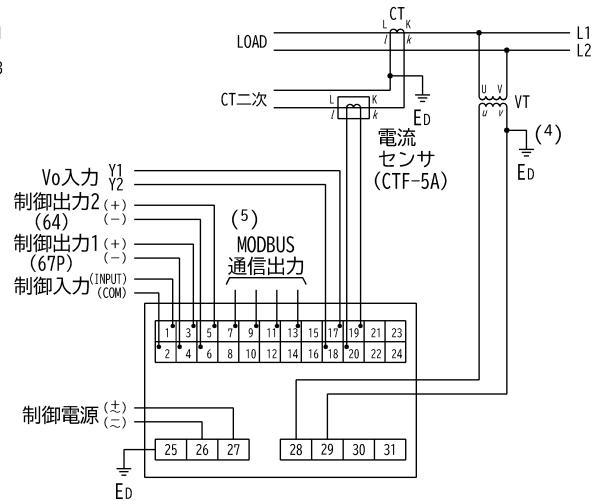 CT
L K
l k
LOAD
L1
L2
3
CT二次
L K
l k
ED
U V
u v
VT
(4)
ED
電流
センサ
(CTF-5A)
Vo入力 Y1
Y2
制御出力2 (+)
(64) (−)
制御出力1 (+)
(67P) (−)
制御入力 (INPUT)
(COM)
(5)
MODBUS
通信出力
1 3 5 7 9 11 13 15 17 19 21 23
2 4 6 8 10 12 14 16 18 20 22 24
制御電源 (±)
(≃)
25 26 27
28 29 30 31
ED